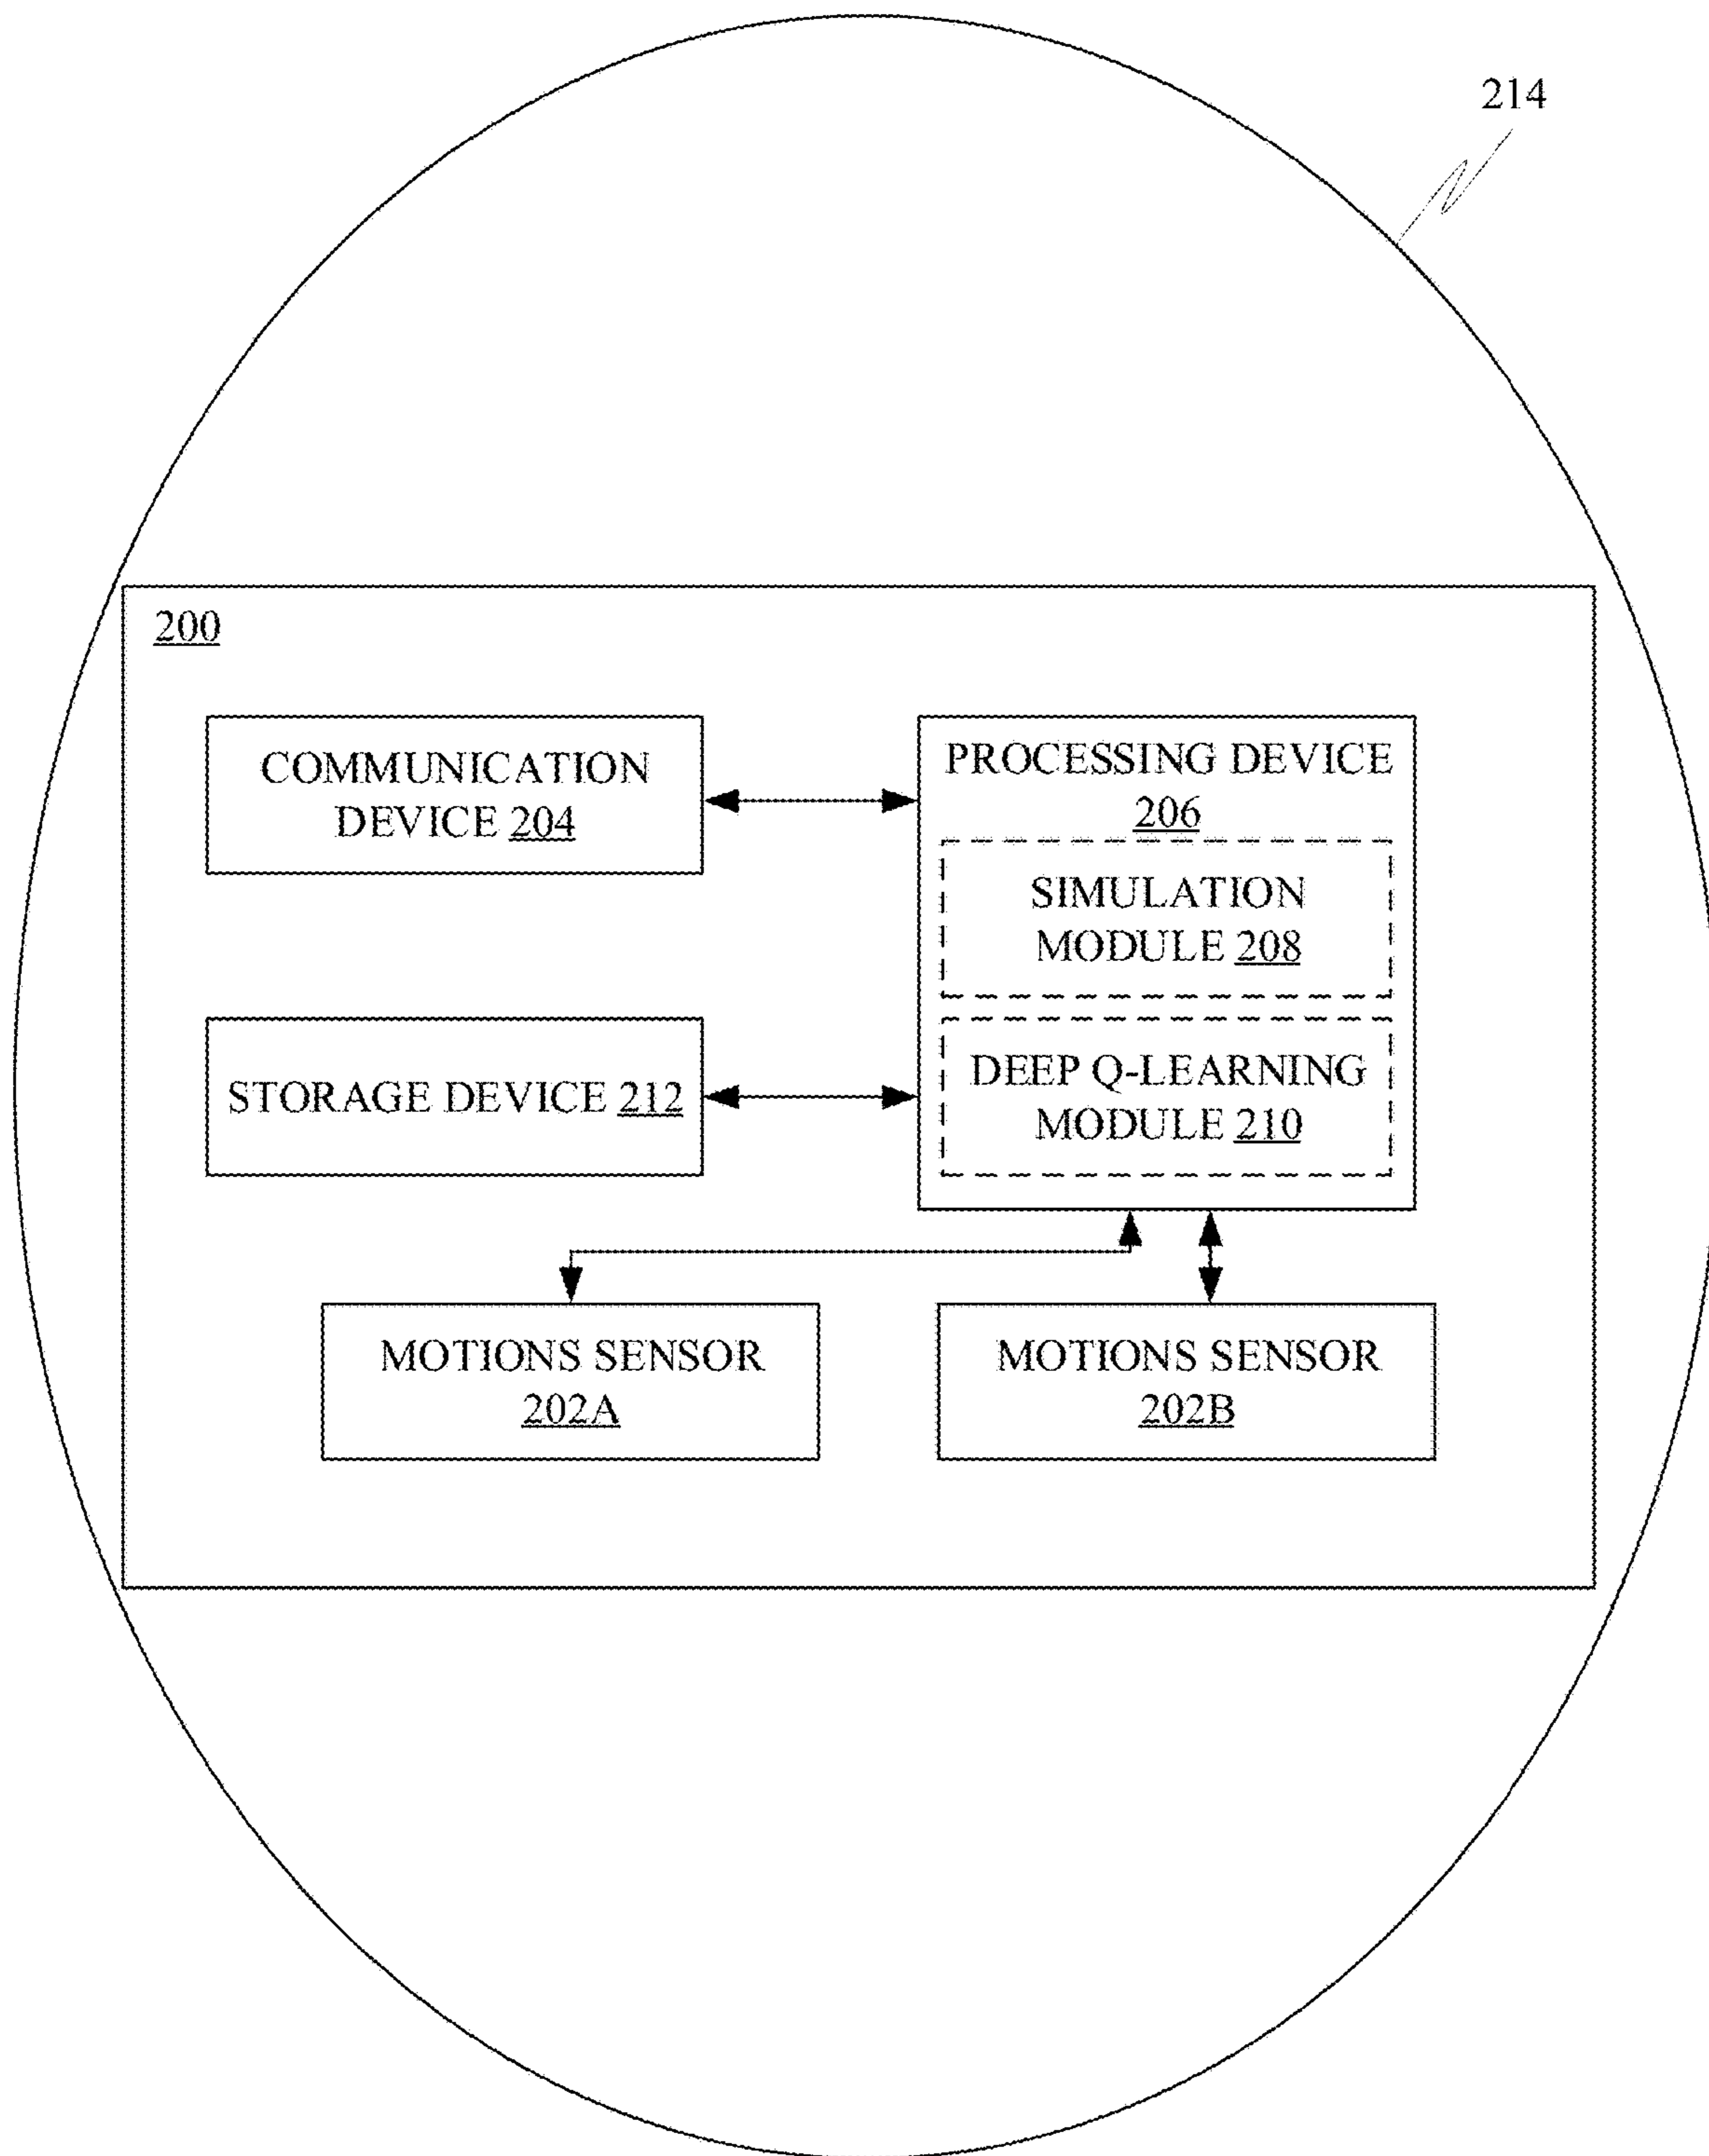 214
200
COMMUNICATION
DEVICE 204
PROCESSING DEVICE
206
SIMULATION
MODULE 208
STORAGE DEVICE 212
DEEP Q-LEARNING
MODULE 210
MOTIONS SENSOR
202A
MOTIONS SENSOR
202B